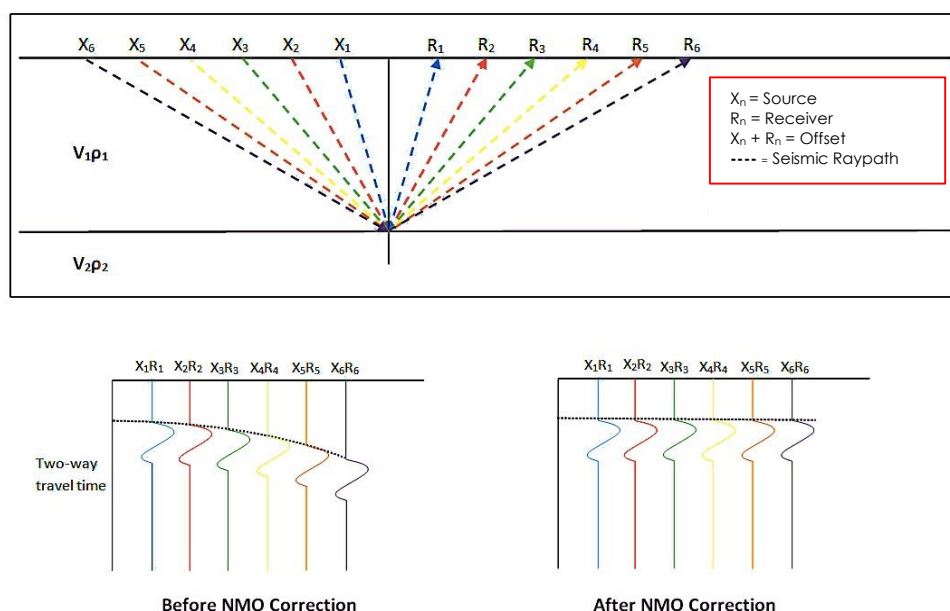 X₆ X₅ X₄ X₃ X₂ X₁ R₁ R₂ R₃ R₄ R₅ R₆
Xₙ = Source
Rₙ = Receiver
Xₙ + Rₙ = Offset
= Seismic Raypath
V₁ρ₁
V₂ρ₂
X₁R₁ X₂R₂ X₃R₃ X₄R₄ X₅R₅ X₆R₆
Two-way
travel time
Before NMO Correction
X₁R₁ X₂R₂ X₃R₃ X₄R₄ X₅R₅ X₆R₆
After NMO Correction